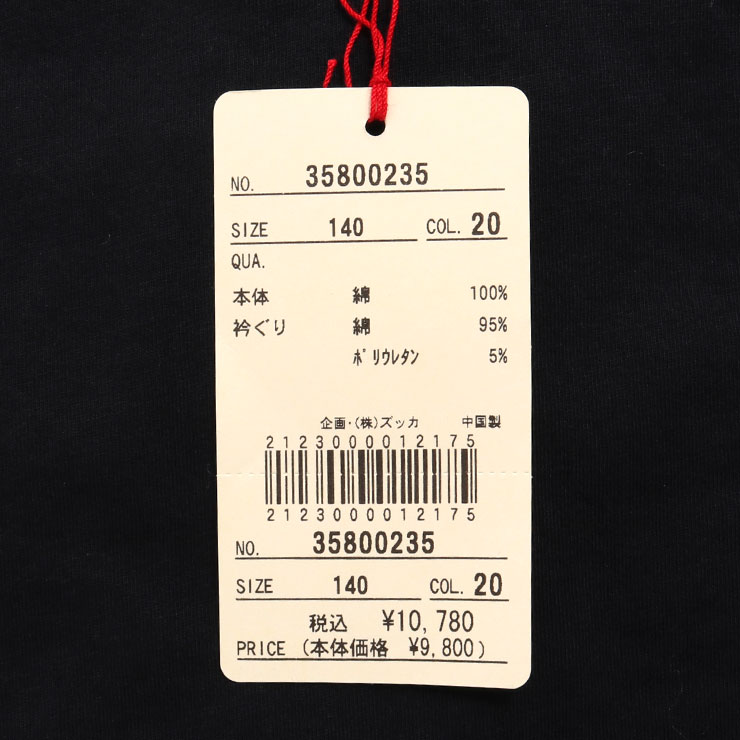 NO. 35800235
SIZE 140 COL. 20
QUA.
本体 綿 100%
衿ぐり 綿 95%
ポリウレタン 5%
企画・(株)ズッカ 中国製
2123000012175
2123000012175
NO. 35800235
SIZE 140 COL. 20
税込 ¥10,780
PRICE (本体価格 ¥9,800)